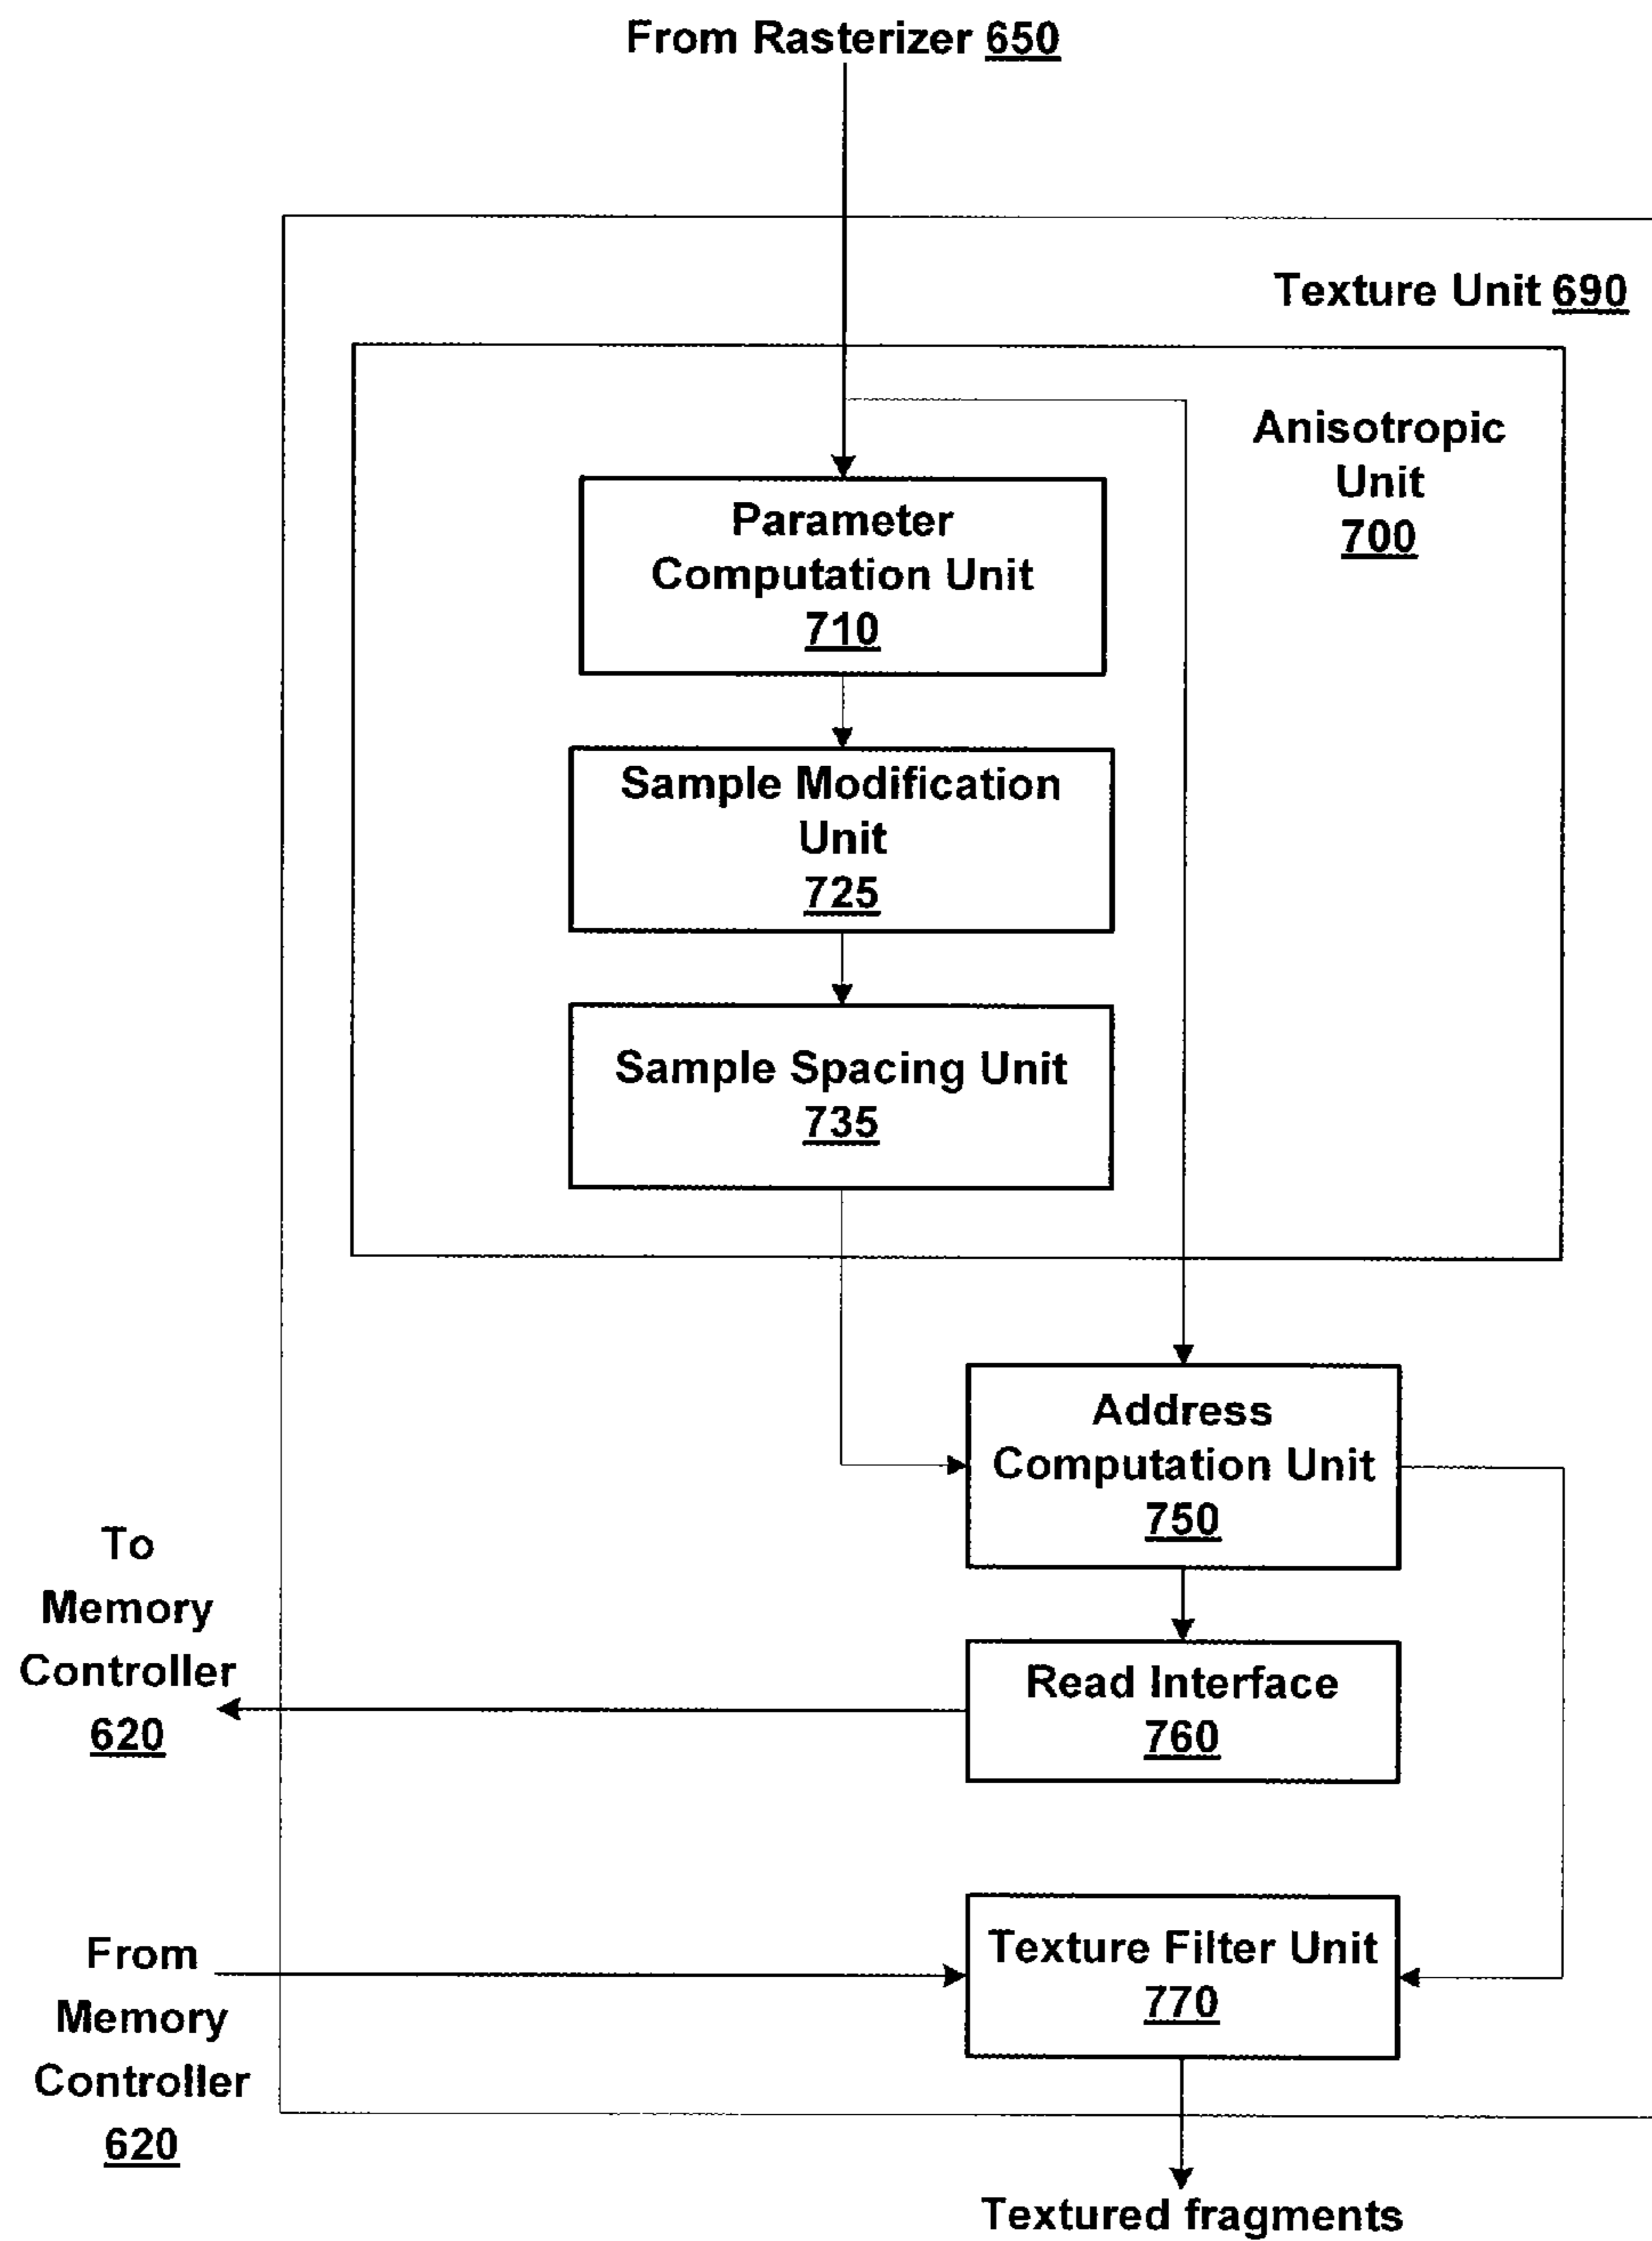 From Rasterizer 650
Texture Unit 690
Anisotropic
Unit
700
Parameter
Computation Unit
710
Sample Modification
Unit
725
Sample Spacing Unit
735
Address
Computation Unit
750
To
Memory
Controller
620
Read Interface
760
From
Memory
Controller
620
Texture Filter Unit
770
Textured fragments